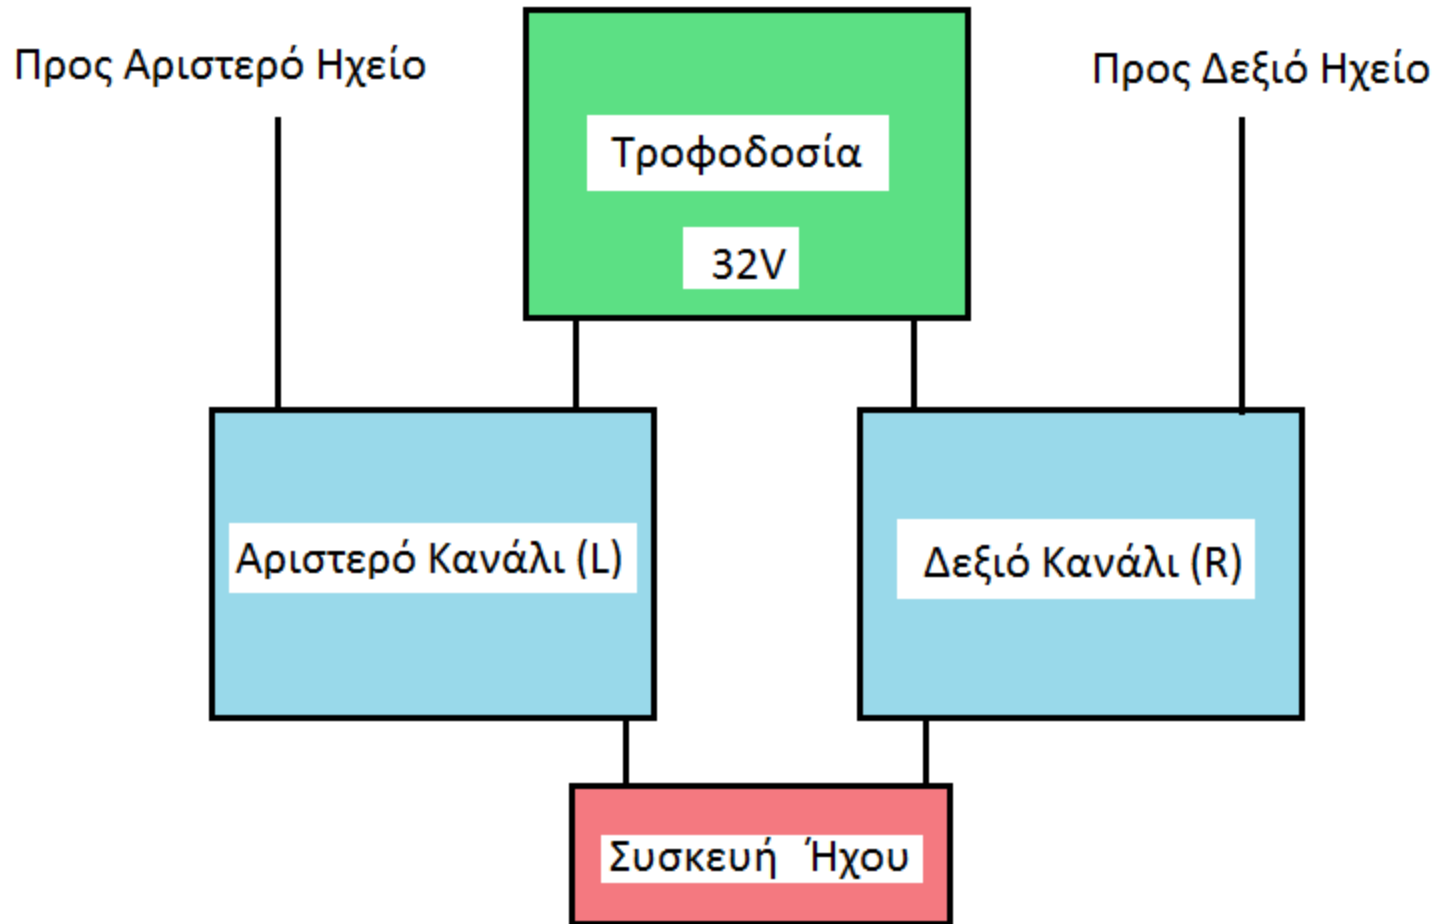 Προς Αριστερό Ηχείο
Προς Δεξιό Ηχείο
Τροφοδοσία
32V
Αριστερό Κανάλι (L)
Δεξιό Κανάλι (R)
Συσκευή Ήχου